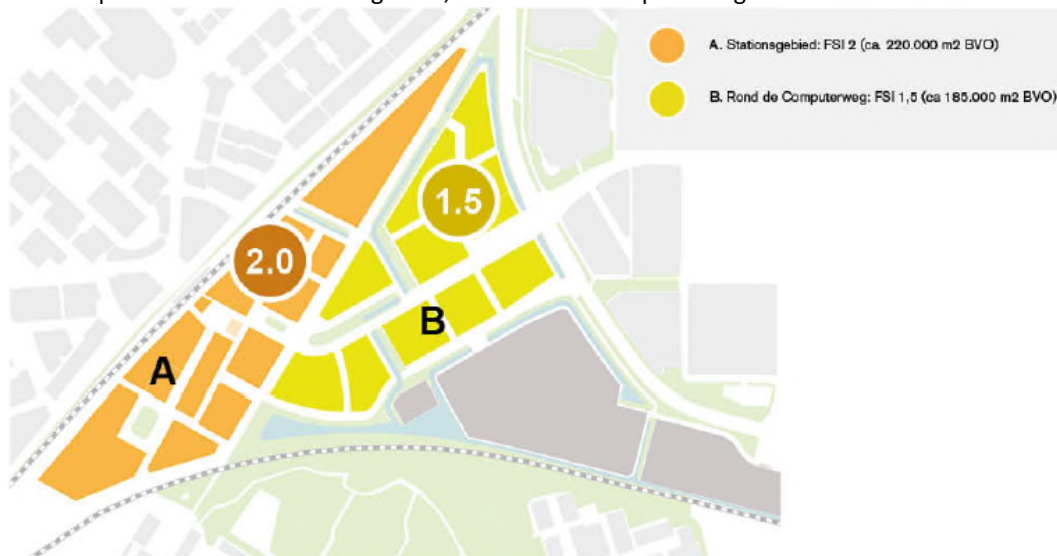 A. Stationsgebied: FSI 2 (ca. 220.000 m2 BVO)
B. Rond de Computerweg: FSI 1,5 (ca 185.000 m2 BVO)
1.5
2.0
B
A